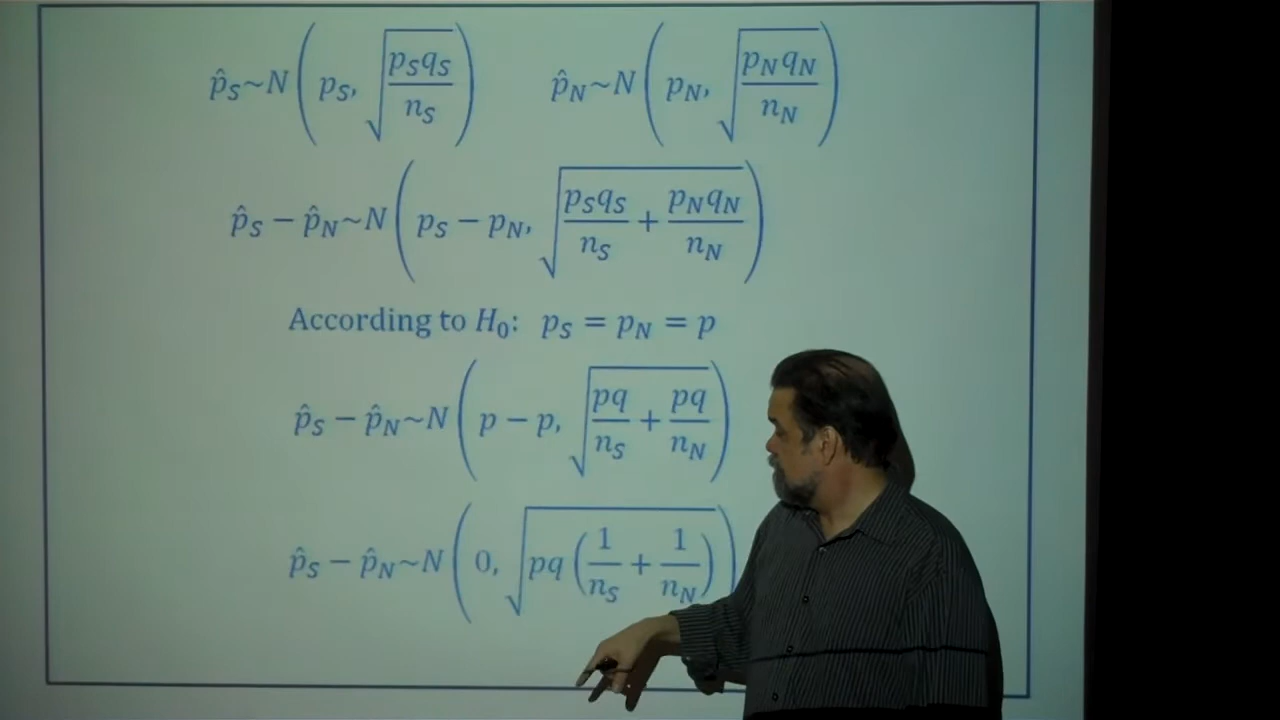 p̂_S~N(p_S, √(p_S q_S / n_S)) p̂_N~N(p_N, √(p_N q_N / n_N))
p̂_S − p̂_N~N(p_S − p_N, √(p_S q_S / n_S + p_N q_N / n_N))
According to H₀: p_S = p_N = p
p̂_S − p̂_N~N(p − p, √(pq / n_S + pq / n_N))
p̂_S − p̂_N~N(0, √(pq (1 / n_S + 1 / n_N)))